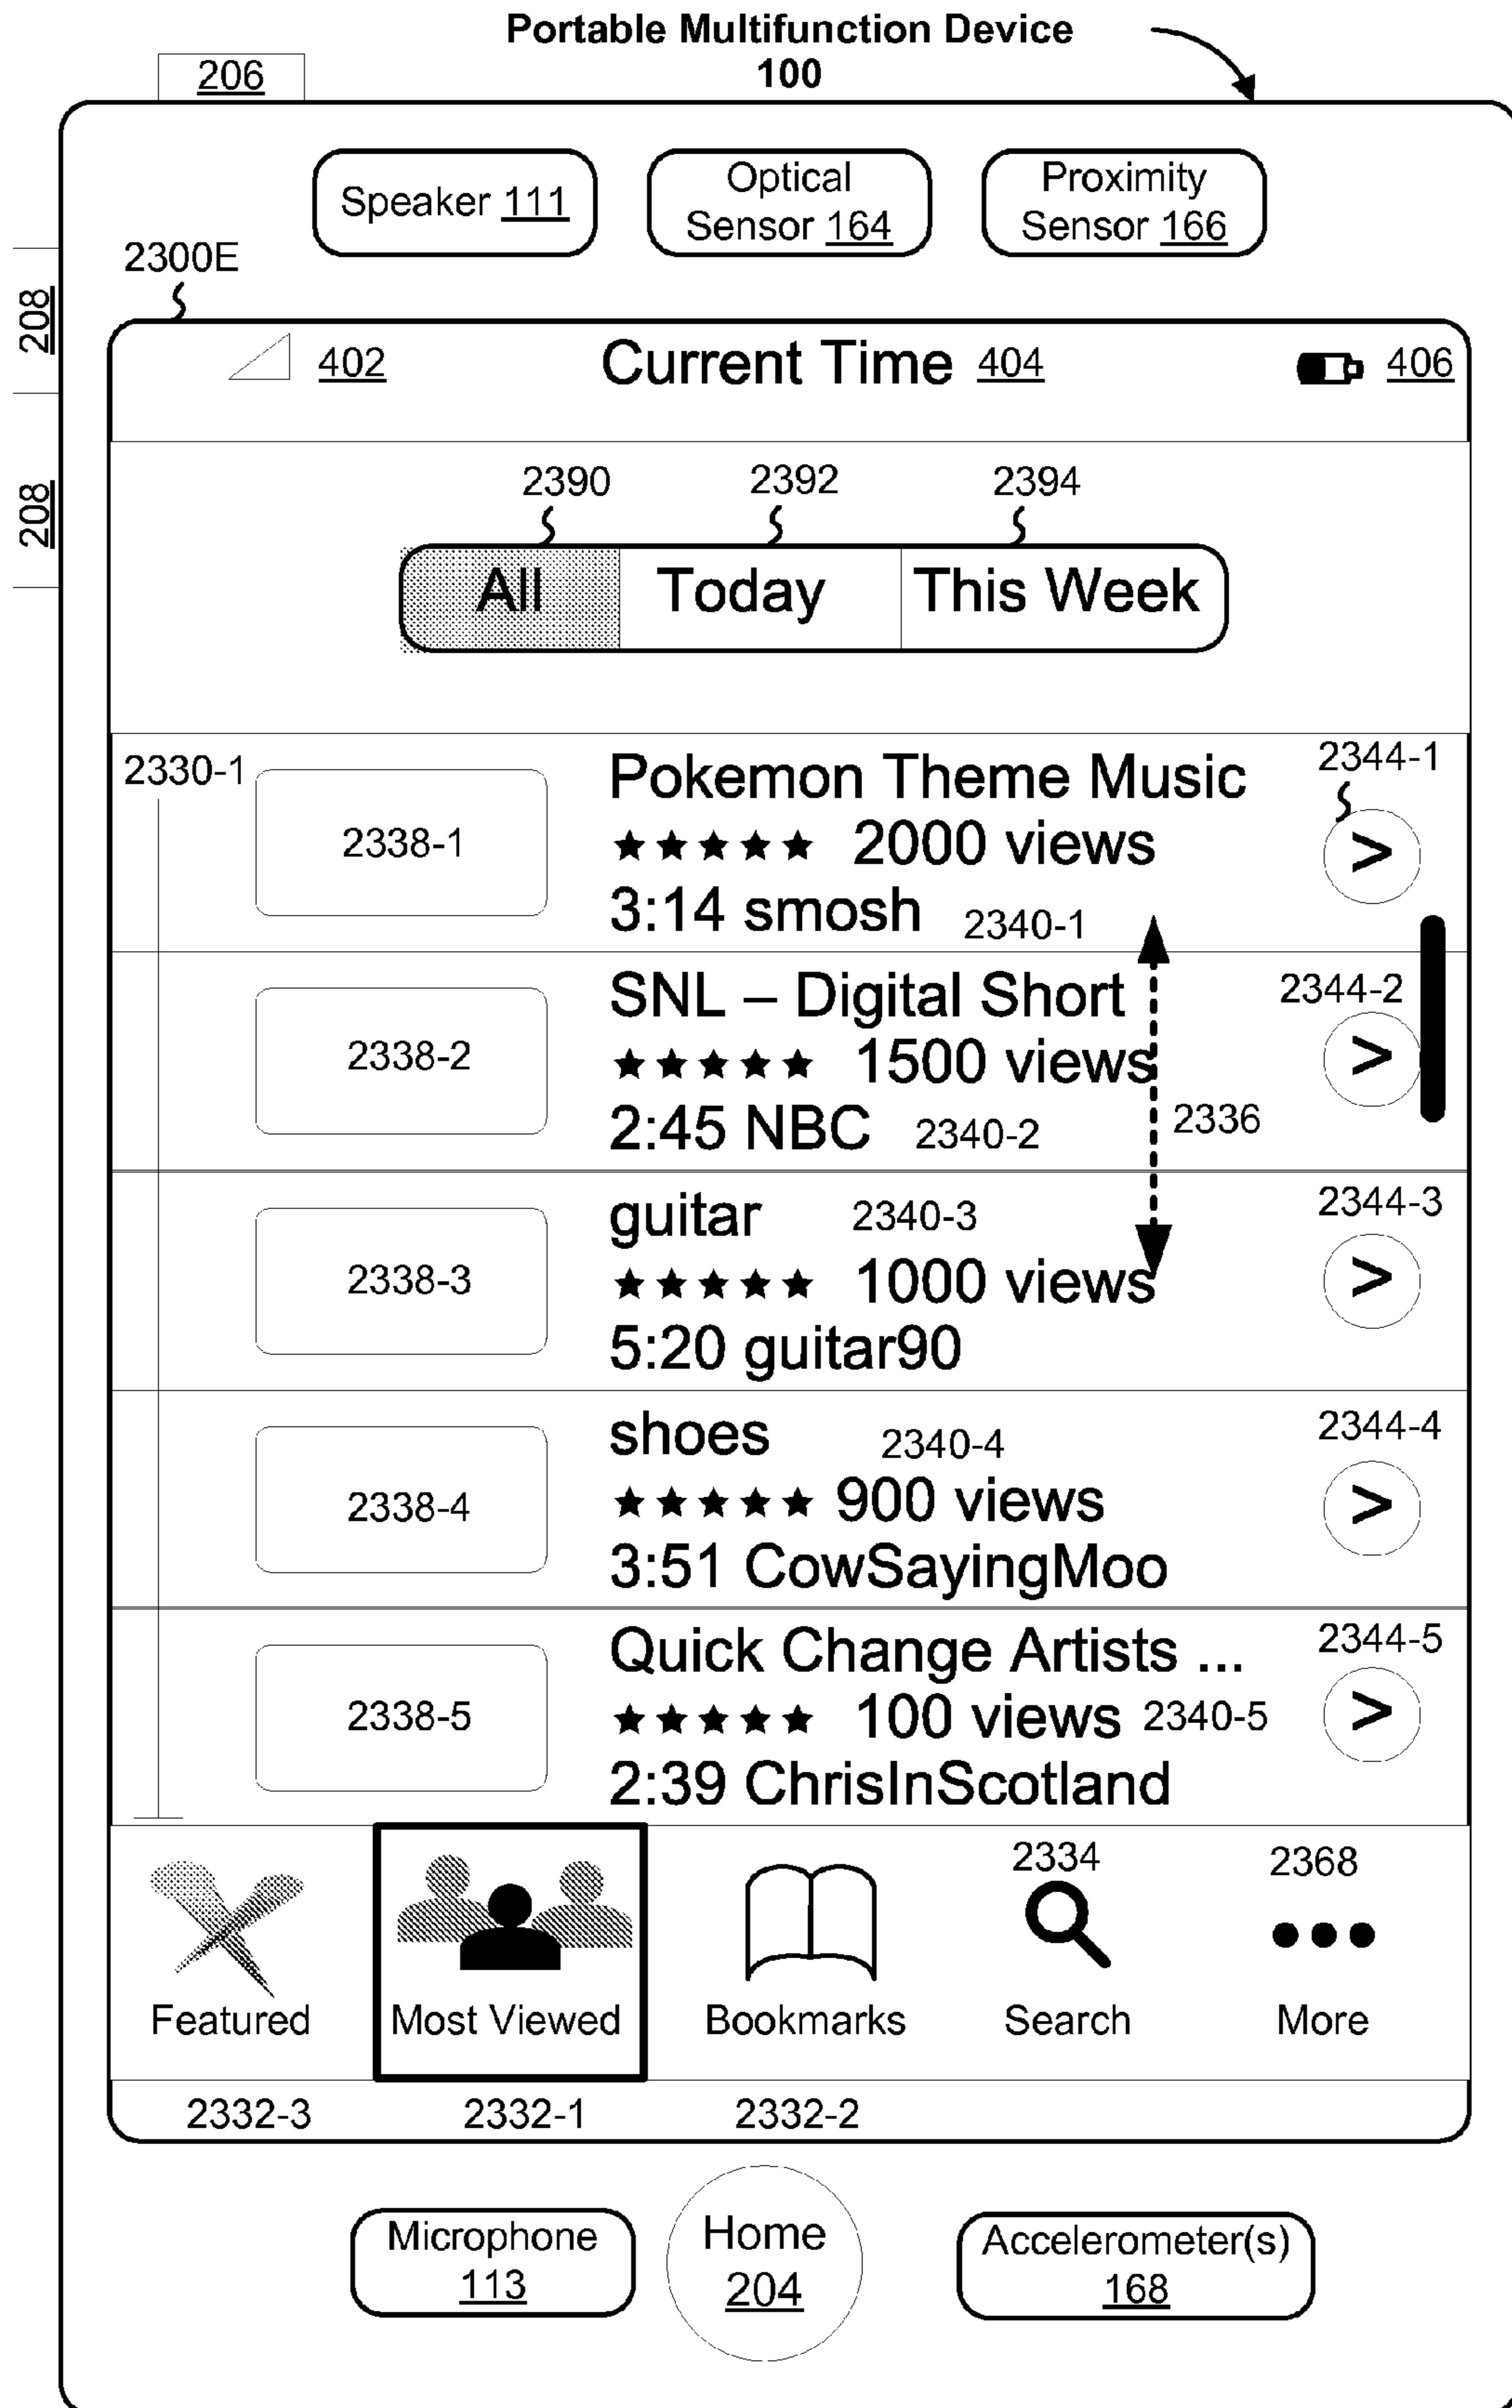 Portable Multifunction Device
100
206
Speaker 111
Optical
Sensor 164
Proximity
Sensor 166
2300E
208
208
402
Current Time 404
406
2390
2392
2394
All
Today
This Week
2330-1
2338-1
Pokemon Theme Music
★★★★★ 2000 views
3:14 smosh
2340-1
2344-1
>
2338-2
SNL – Digital Short
★★★★★ 1500 views
2:45 NBC
2340-2
2336
2344-2
>
2338-3
guitar
2340-3
★★★★★ 1000 views
5:20 guitar90
2344-3
>
2338-4
shoes
2340-4
★★★★★ 900 views
3:51 CowSayingMoo
2344-4
>
2338-5
Quick Change Artists ...
★★★★★ 100 views
2340-5
2:39 ChrisInScotland
2344-5
>
2334
2368
Featured
Most Viewed
Bookmarks
Search
More
2332-3
2332-1
2332-2
Microphone
113
Home
204
Accelerometer(s)
168